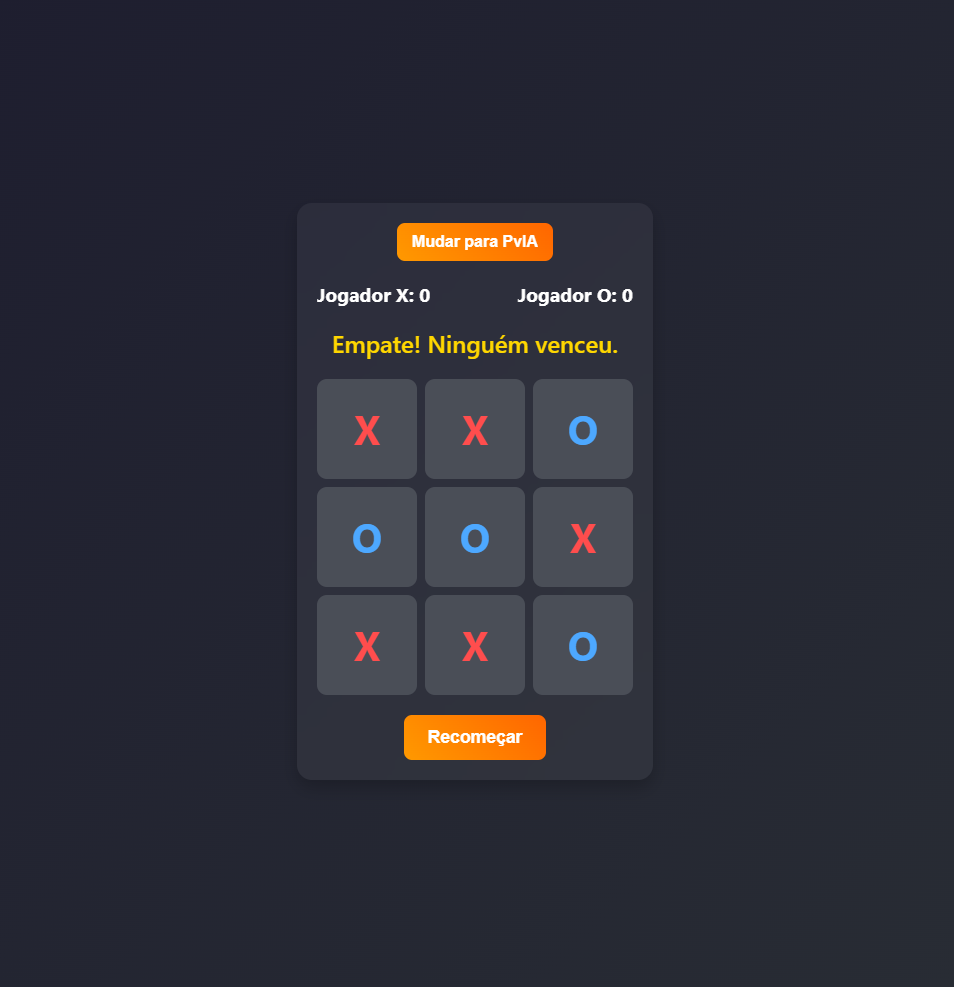 Mudar para PvIA
Jogador X: 0 Jogador O: 0
Empate! Ninguém venceu.
X X O
O O X
X X O
Recomeçar